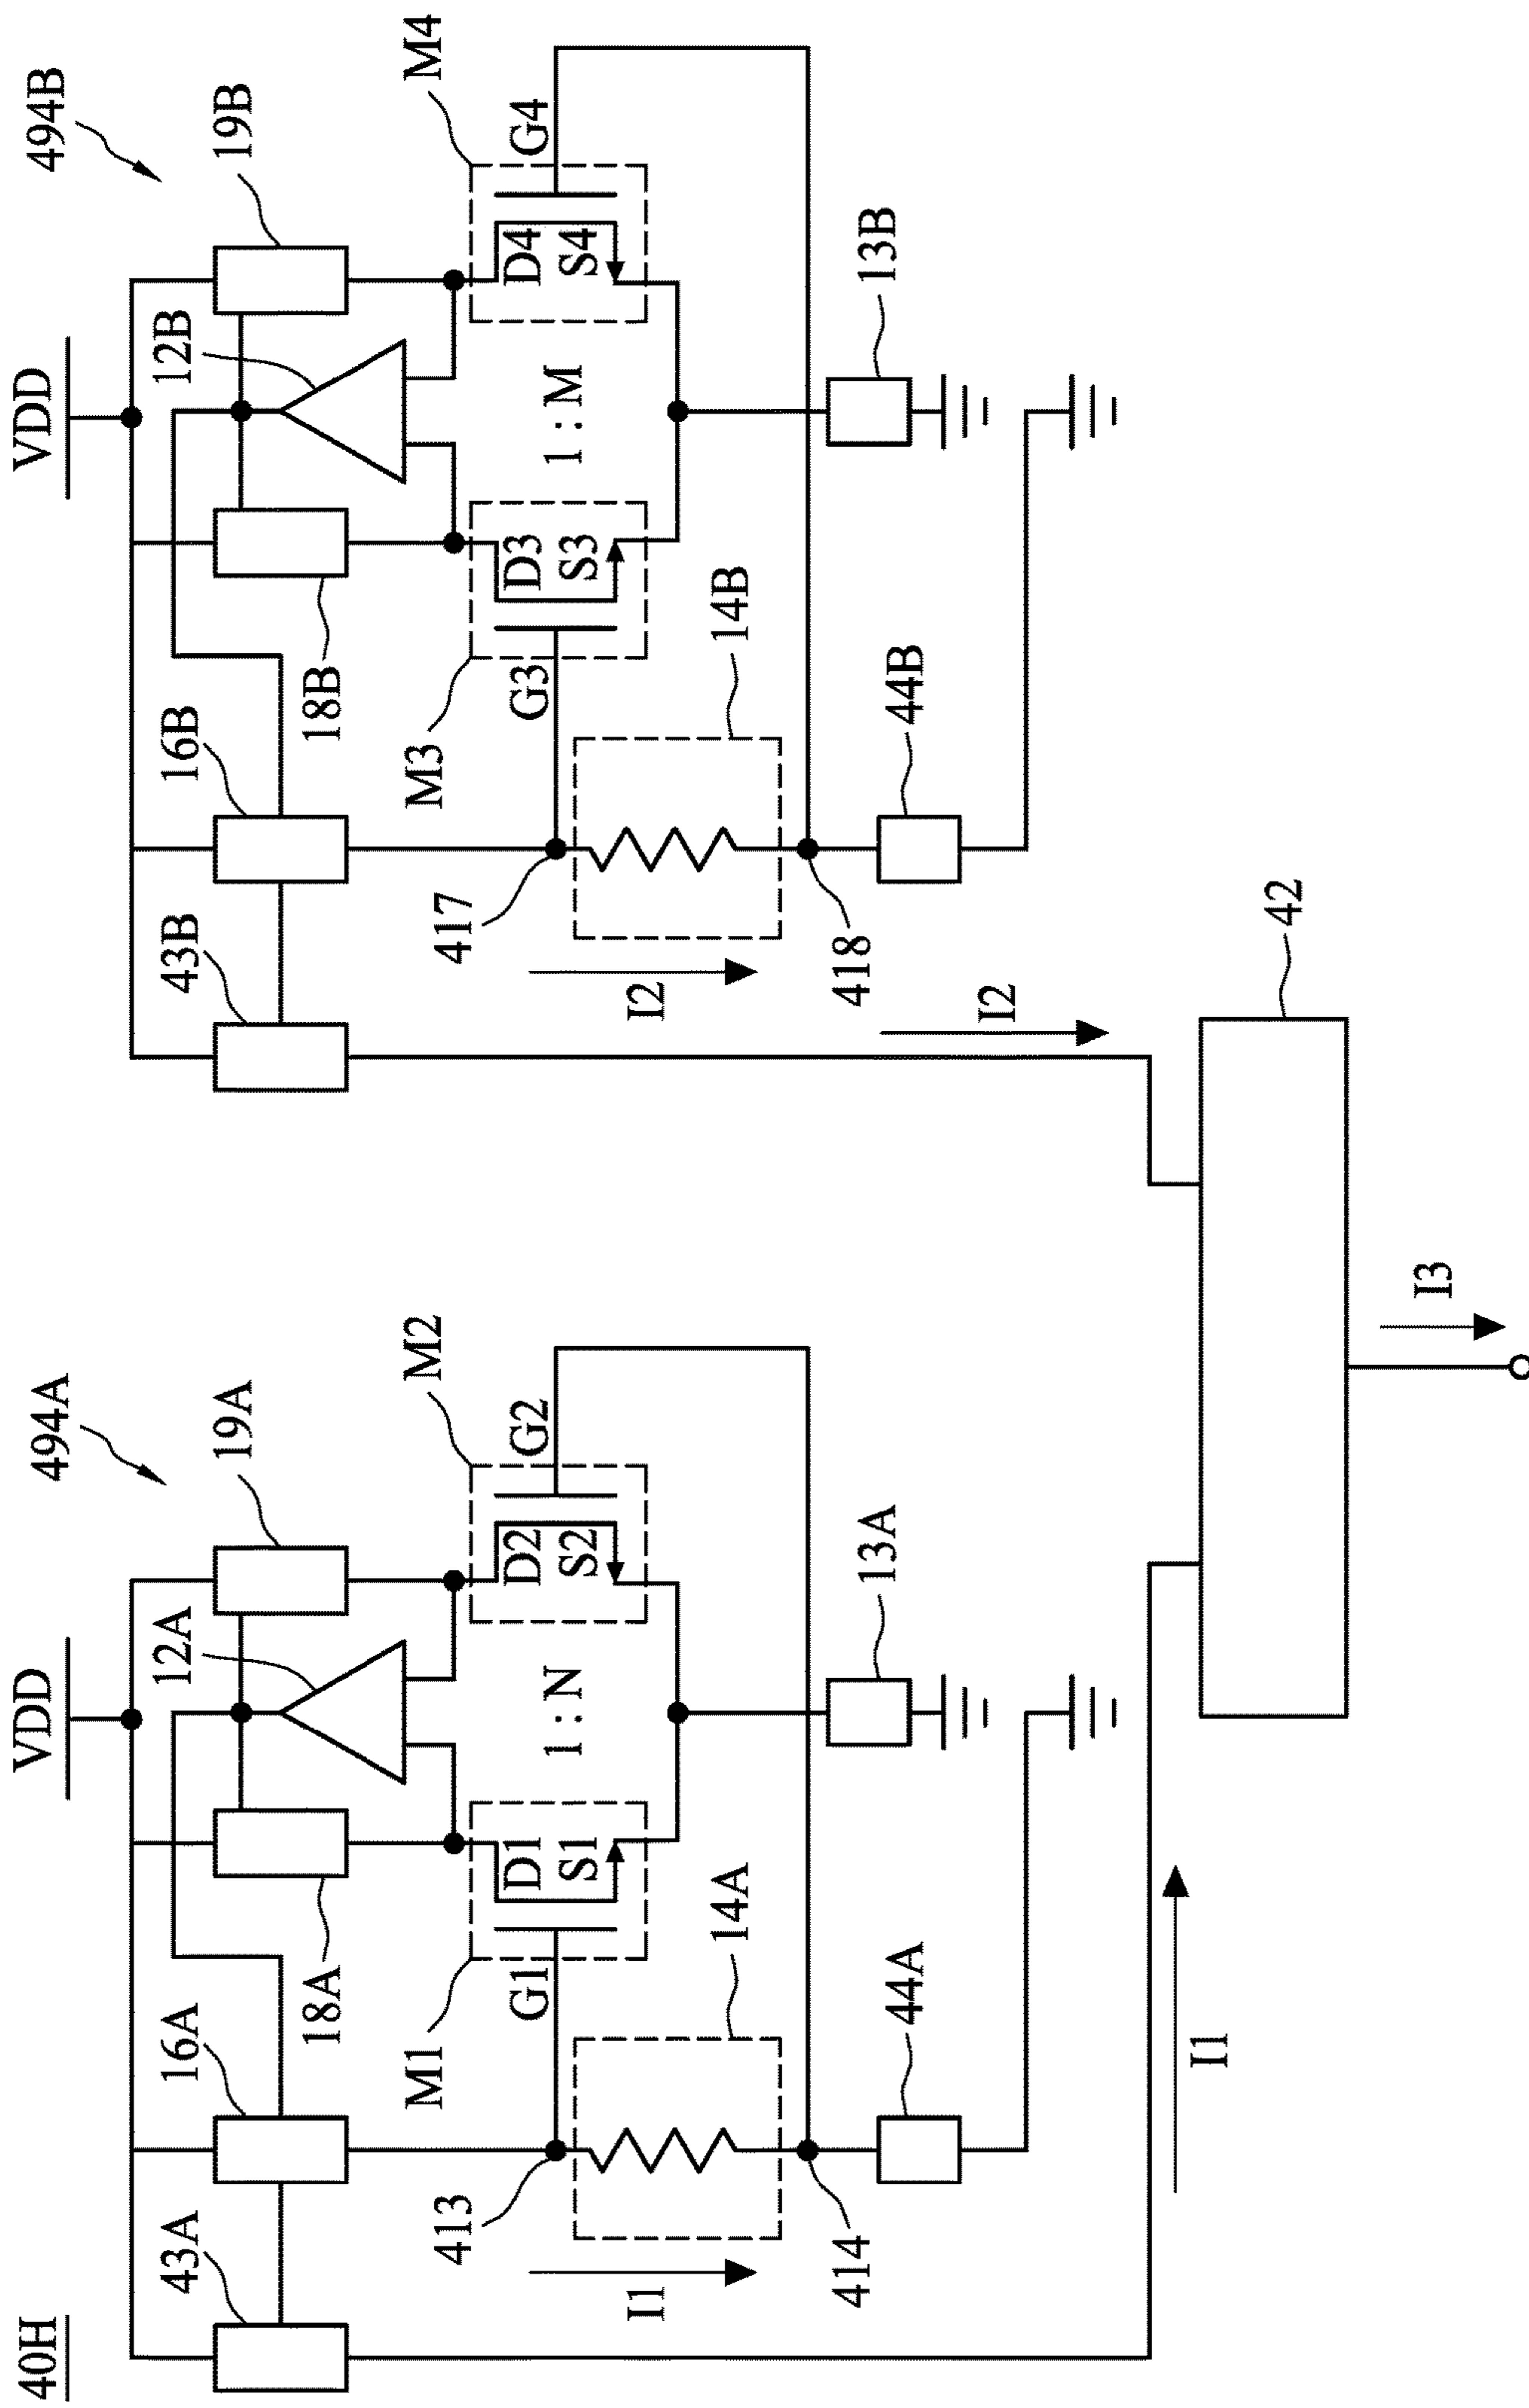 40H
VDD
VDD
494A
494B
43A
16A
12A
19A
43B
16B
12B
19B
18A
18B
M1
M2
M3
M4
413
G1
D1
S1
D2
S2
G2
417
G3
D3
S3
D4
S4
G4
1 : N
1 : M
I1
14A
I2
14B
414
44A
13A
418
44B
13B
I2
I1
42
I3